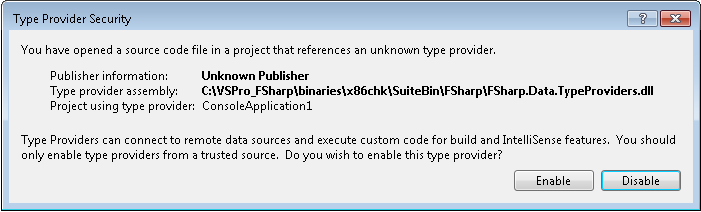 Type Provider Security
You have opened a source code file in a project that references an unknown type provider.
Publisher information: Unknown Publisher
Type provider assembly: C:\VSPro_FSharp\binaries\x86chk\SuiteBin\FSharp\FSharp.Data.TypeProviders.dll
Project using type provider: ConsoleApplication1
Type Providers can connect to remote data sources and execute custom code for build and IntelliSense features. You should
only enable type providers from a trusted source. Do you wish to enable this type provider?
Enable Disable